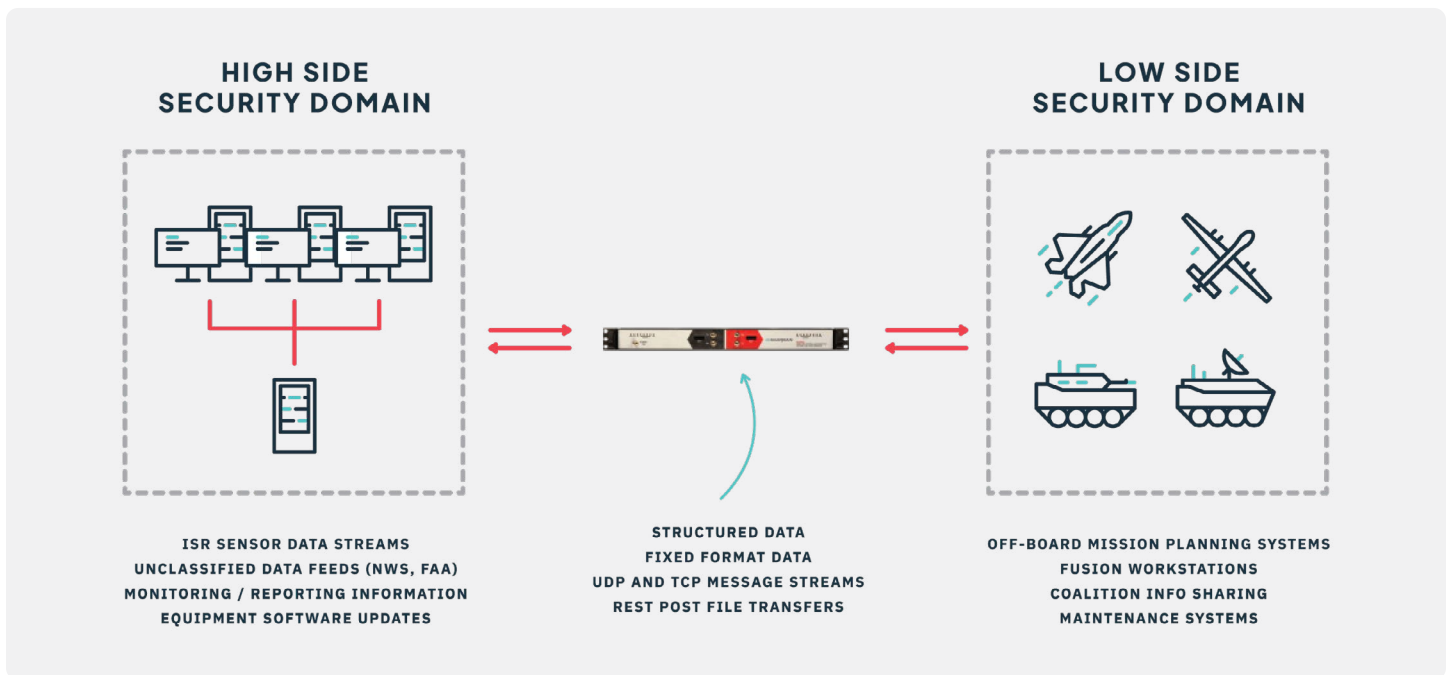 HIGH SIDE
SECURITY DOMAIN
LOW SIDE
SECURITY DOMAIN
ISR SENSOR DATA STREAMS
UNCLASSIFIED DATA FEEDS (NWS, FAA)
MONITORING / REPORTING INFORMATION
EQUIPMENT SOFTWARE UPDATES
STRUCTURED DATA
FIXED FORMAT DATA
UDP AND TCP MESSAGE STREAMS
REST POST FILE TRANSFERS
OFF-BOARD MISSION PLANNING SYSTEMS
FUSION WORKSTATIONS
COALITION INFO SHARING
MAINTENANCE SYSTEMS